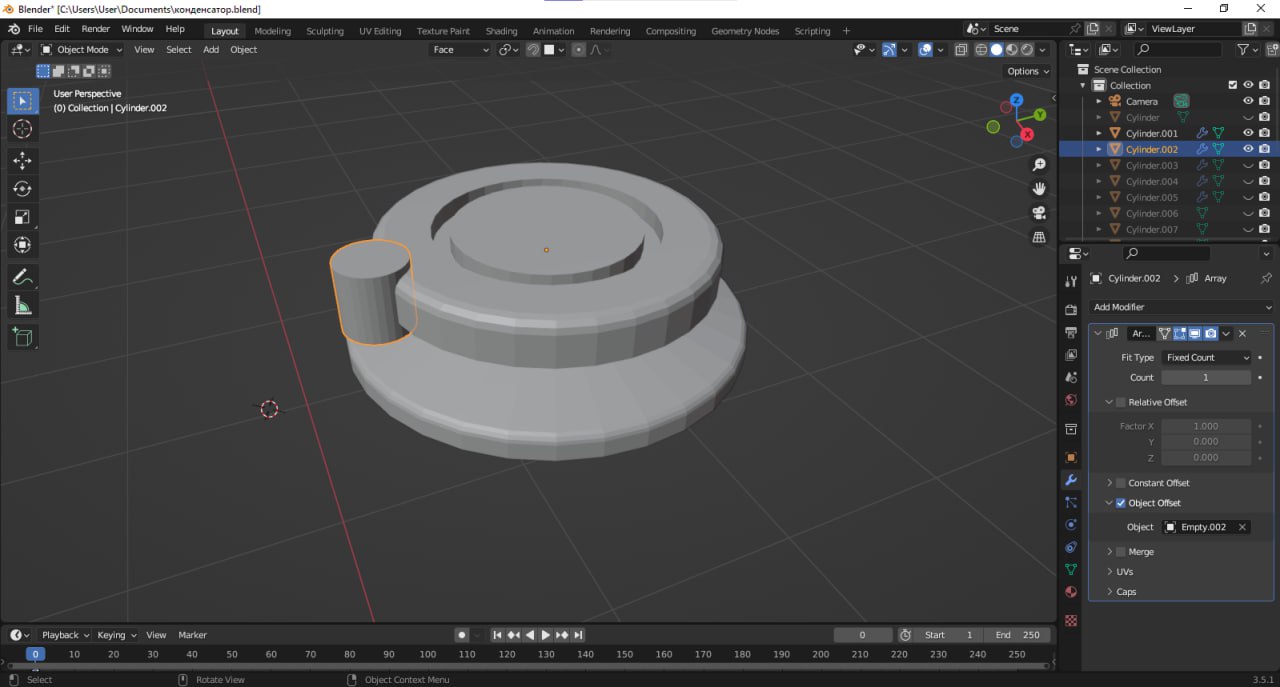 Blender* [C:\Users\User\Documents\конденсатор.blend]
File Edit Render Window Help Layout Modeling Sculpting UV Editing Texture Paint Shading Animation Rendering Compositing Geometry Nodes Scripting + Scene ViewLayer
Object Mode View Select Add Object Face
Options
User Perspective
(0) Collection | Cylinder.002
Z
Y
X
Scene Collection
Collection
Camera
Cylinder
Cylinder.001
Cylinder.002
Cylinder.003
Cylinder.004
Cylinder.005
Cylinder.006
Cylinder.007
Cylinder.002 > Array
Add Modifier
Ar...
Fit Type Fixed Count
Count 1
Relative Offset
Factor X 1.000
Y 0.000
Z 0.000
Constant Offset
Object Offset
Object Empty.002
Merge
UVs
Caps
Playback Keying View Marker 0 Start 1 End 250
0 10 20 30 40 50 60 70 80 90 100 110 120 130 140 150 160 170 180 190 200 210 220 230 240 250
Select Rotate View Object Context Menu 3.5.1